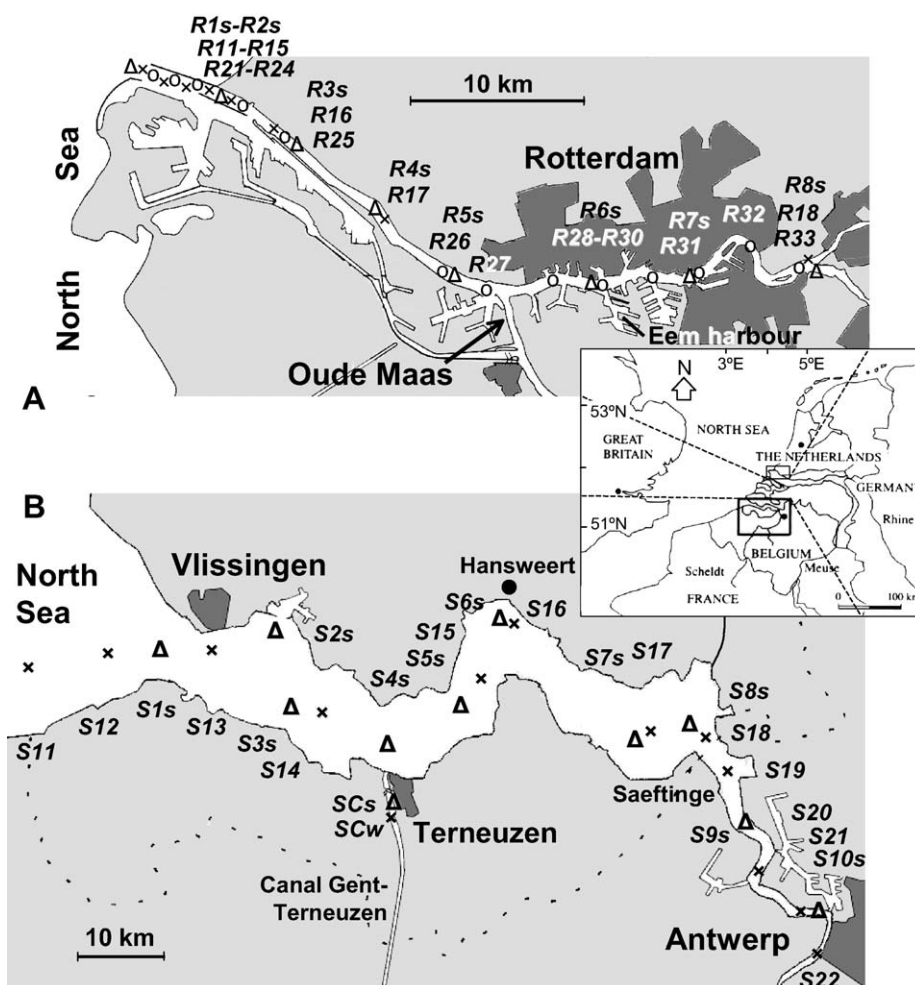 R1s-R2s
R11-R15
R21-R24
R3s
R16
R25
10 km
R4s
R17
Rotterdam
R5s
R26
R27
R6s
R28-R30
R7s
R31
R32
R8s
R18
R33
Sea
North
Oude Maas
Eem harbour
A
N
3°E
5°E
53°N
51°N
NORTH SEA
GREAT
BRITAIN
THE NETHERLANDS
GERMANY
Rhine
BELGIUM
Meuse
Scheldt
FRANCE
0
100 km
B
North
Sea
Vlissingen
Hansweert
S6s
S16
S2s
S15
S5s
S4s
S7s
S17
S8s
S18
S19
S11
S12
S1s
S13
S3s
S14
SCs
SCw
Terneuzen
Saeftinge
S9s
S20
S21
S10s
Canal Gent-
Terneuzen
10 km
Antwerp
S22